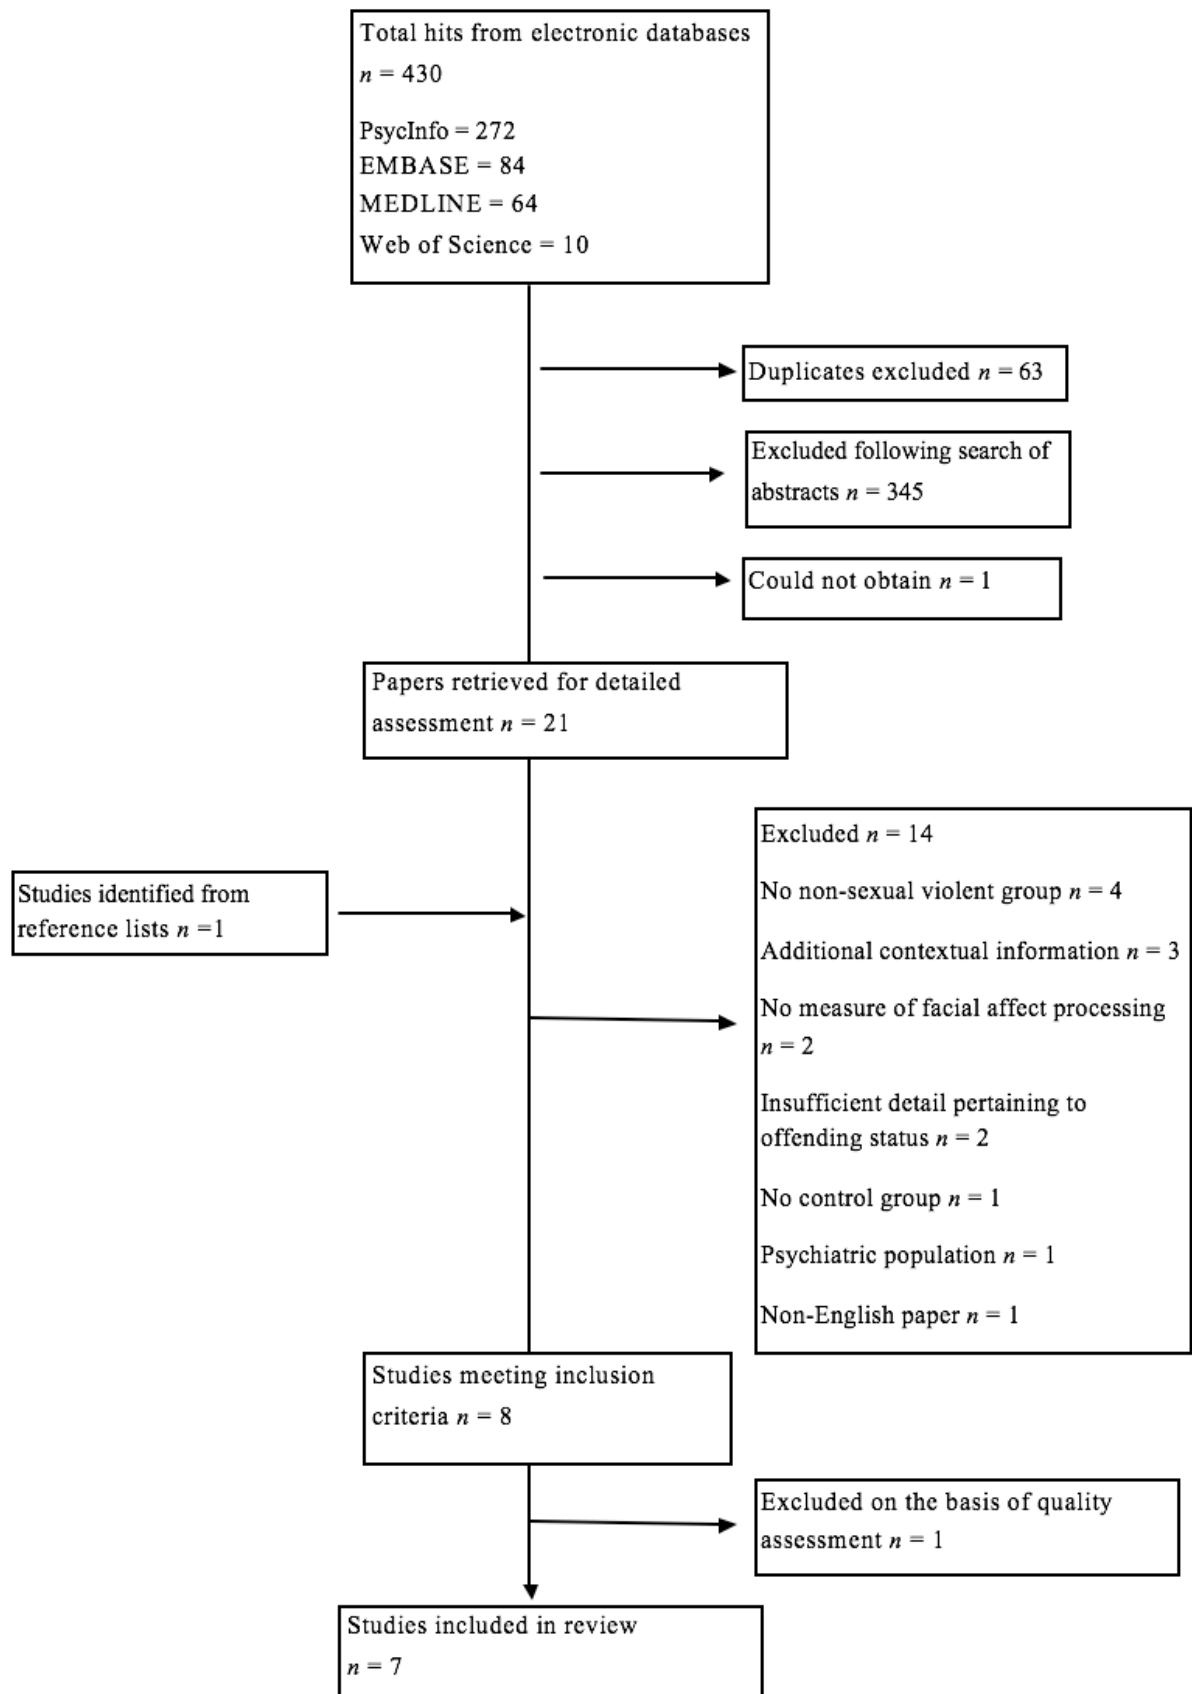 Total hits from electronic databases
n = 430
PsycInfo = 272
EMBASE = 84
MEDLINE = 64
Web of Science = 10
Duplicates excluded n = 63
Excluded following search of
abstracts n = 345
Could not obtain n = 1
Papers retrieved for detailed
assessment n = 21
Studies identified from
reference lists n =1
Excluded n = 14
No non-sexual violent group n = 4
Additional contextual information n = 3
No measure of facial affect processing
n = 2
Insufficient detail pertaining to
offending status n = 2
No control group n = 1
Psychiatric population n = 1
Non-English paper n = 1
Studies meeting inclusion
criteria n = 8
Excluded on the basis of quality
assessment n = 1
Studies included in review
n = 7